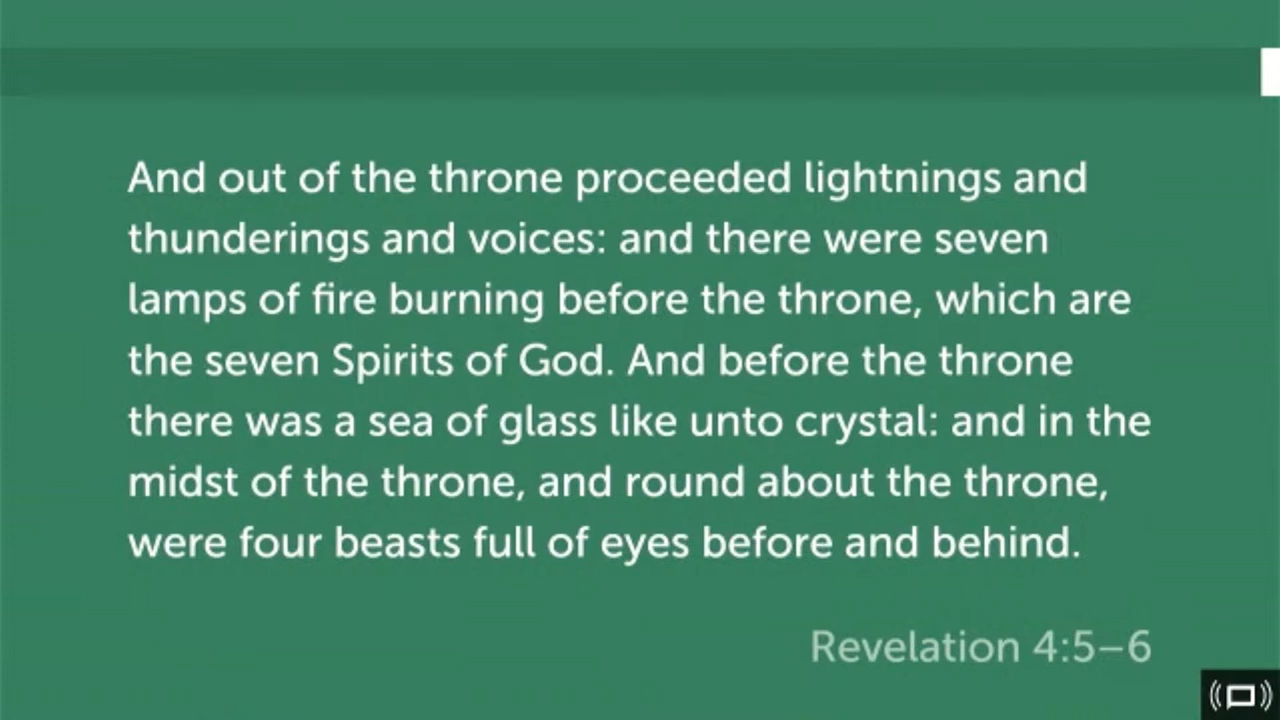 And out of the throne proceeded lightnings and
thunderings and voices: and there were seven
lamps of fire burning before the throne, which are
the seven Spirits of God. And before the throne
there was a sea of glass like unto crystal: and in the
midst of the throne, and round about the throne,
were four beasts full of eyes before and behind.
Revelation 4:5–6